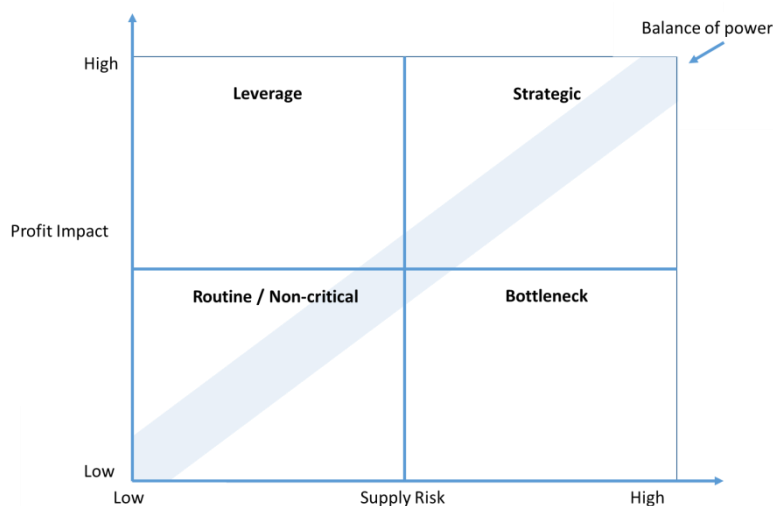 Balance of power
High
Leverage
Strategic
Profit Impact
Routine / Non-critical
Bottleneck
Low
Low
Supply Risk
High